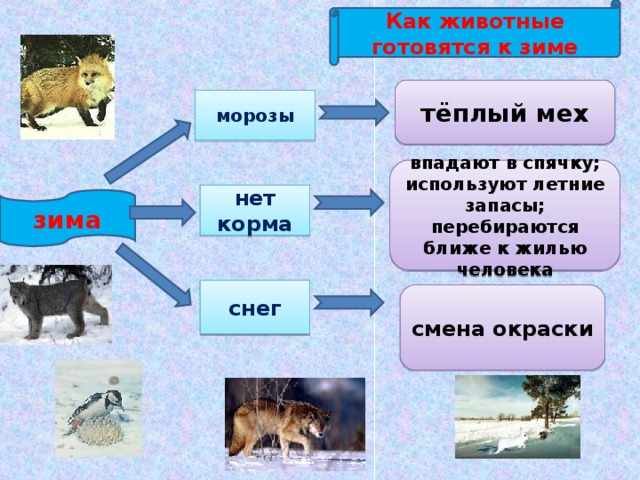 Как животные
готовятся к зиме
морозы
тёплый мех
зима
нет
корма
впадают в спячку;
используют летние
запасы;
перебираются
ближе к жилью
человека
снег
смена окраски